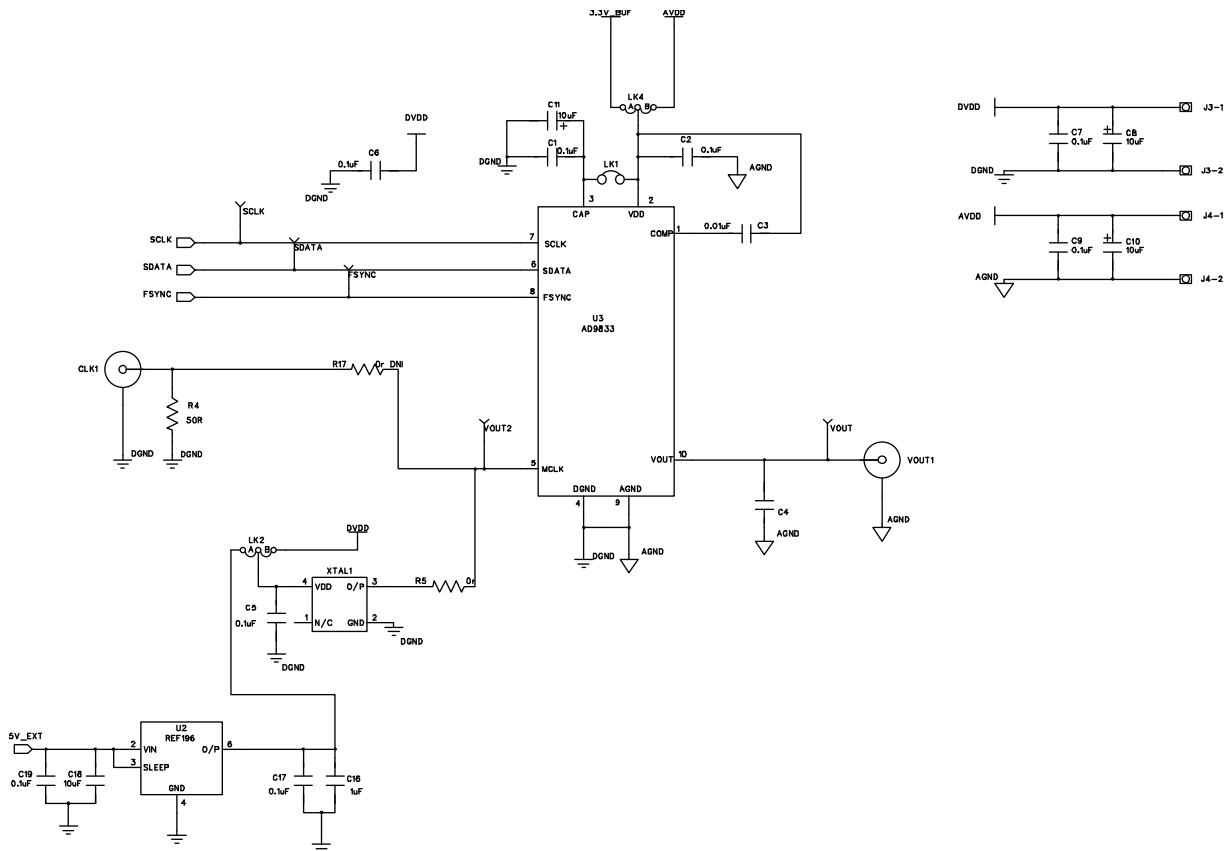 3.3V_BUF
AVDD
LK4
A B
C11
10uF
+
DVDD
C6
0.1uF
DGND
C1
0.1uF
DGND
LK1
C2
0.1uF
AGND
3
2
CAP
VDD
COMP
1
0.01uF
C3
DVDD
C7
0.1uF
+
C8
10uF
J3-1
DGND
J3-2
AVDD
C9
0.1uF
+
C10
10uF
J4-1
AGND
J4-2
SCLK
SCLK
7
SCLK
SDATA
SDATA
6
SDATA
FSYNC
FSYNC
8
FSYNC
U3
AD9833
CLK1
R17
0r DNI
R4
50R
DGND
DGND
VOUT2
5
MCLK
VOUT
10
VOUT
VOUT1
C4
AGND
AGND
DGND
AGND
4
9
DGND
AGND
LK2
A B
DVDD
XTAL1
4
VDD
O/P
3
R5
0r
C5
0.1uF
1
N/C
GND
2
DGND
DGND
5V_EXT
U2
REF196
2
VIN
O/P
6
3
SLEEP
GND
4
C19
0.1uF
C18
10uF
C17
0.1uF
C16
1uF